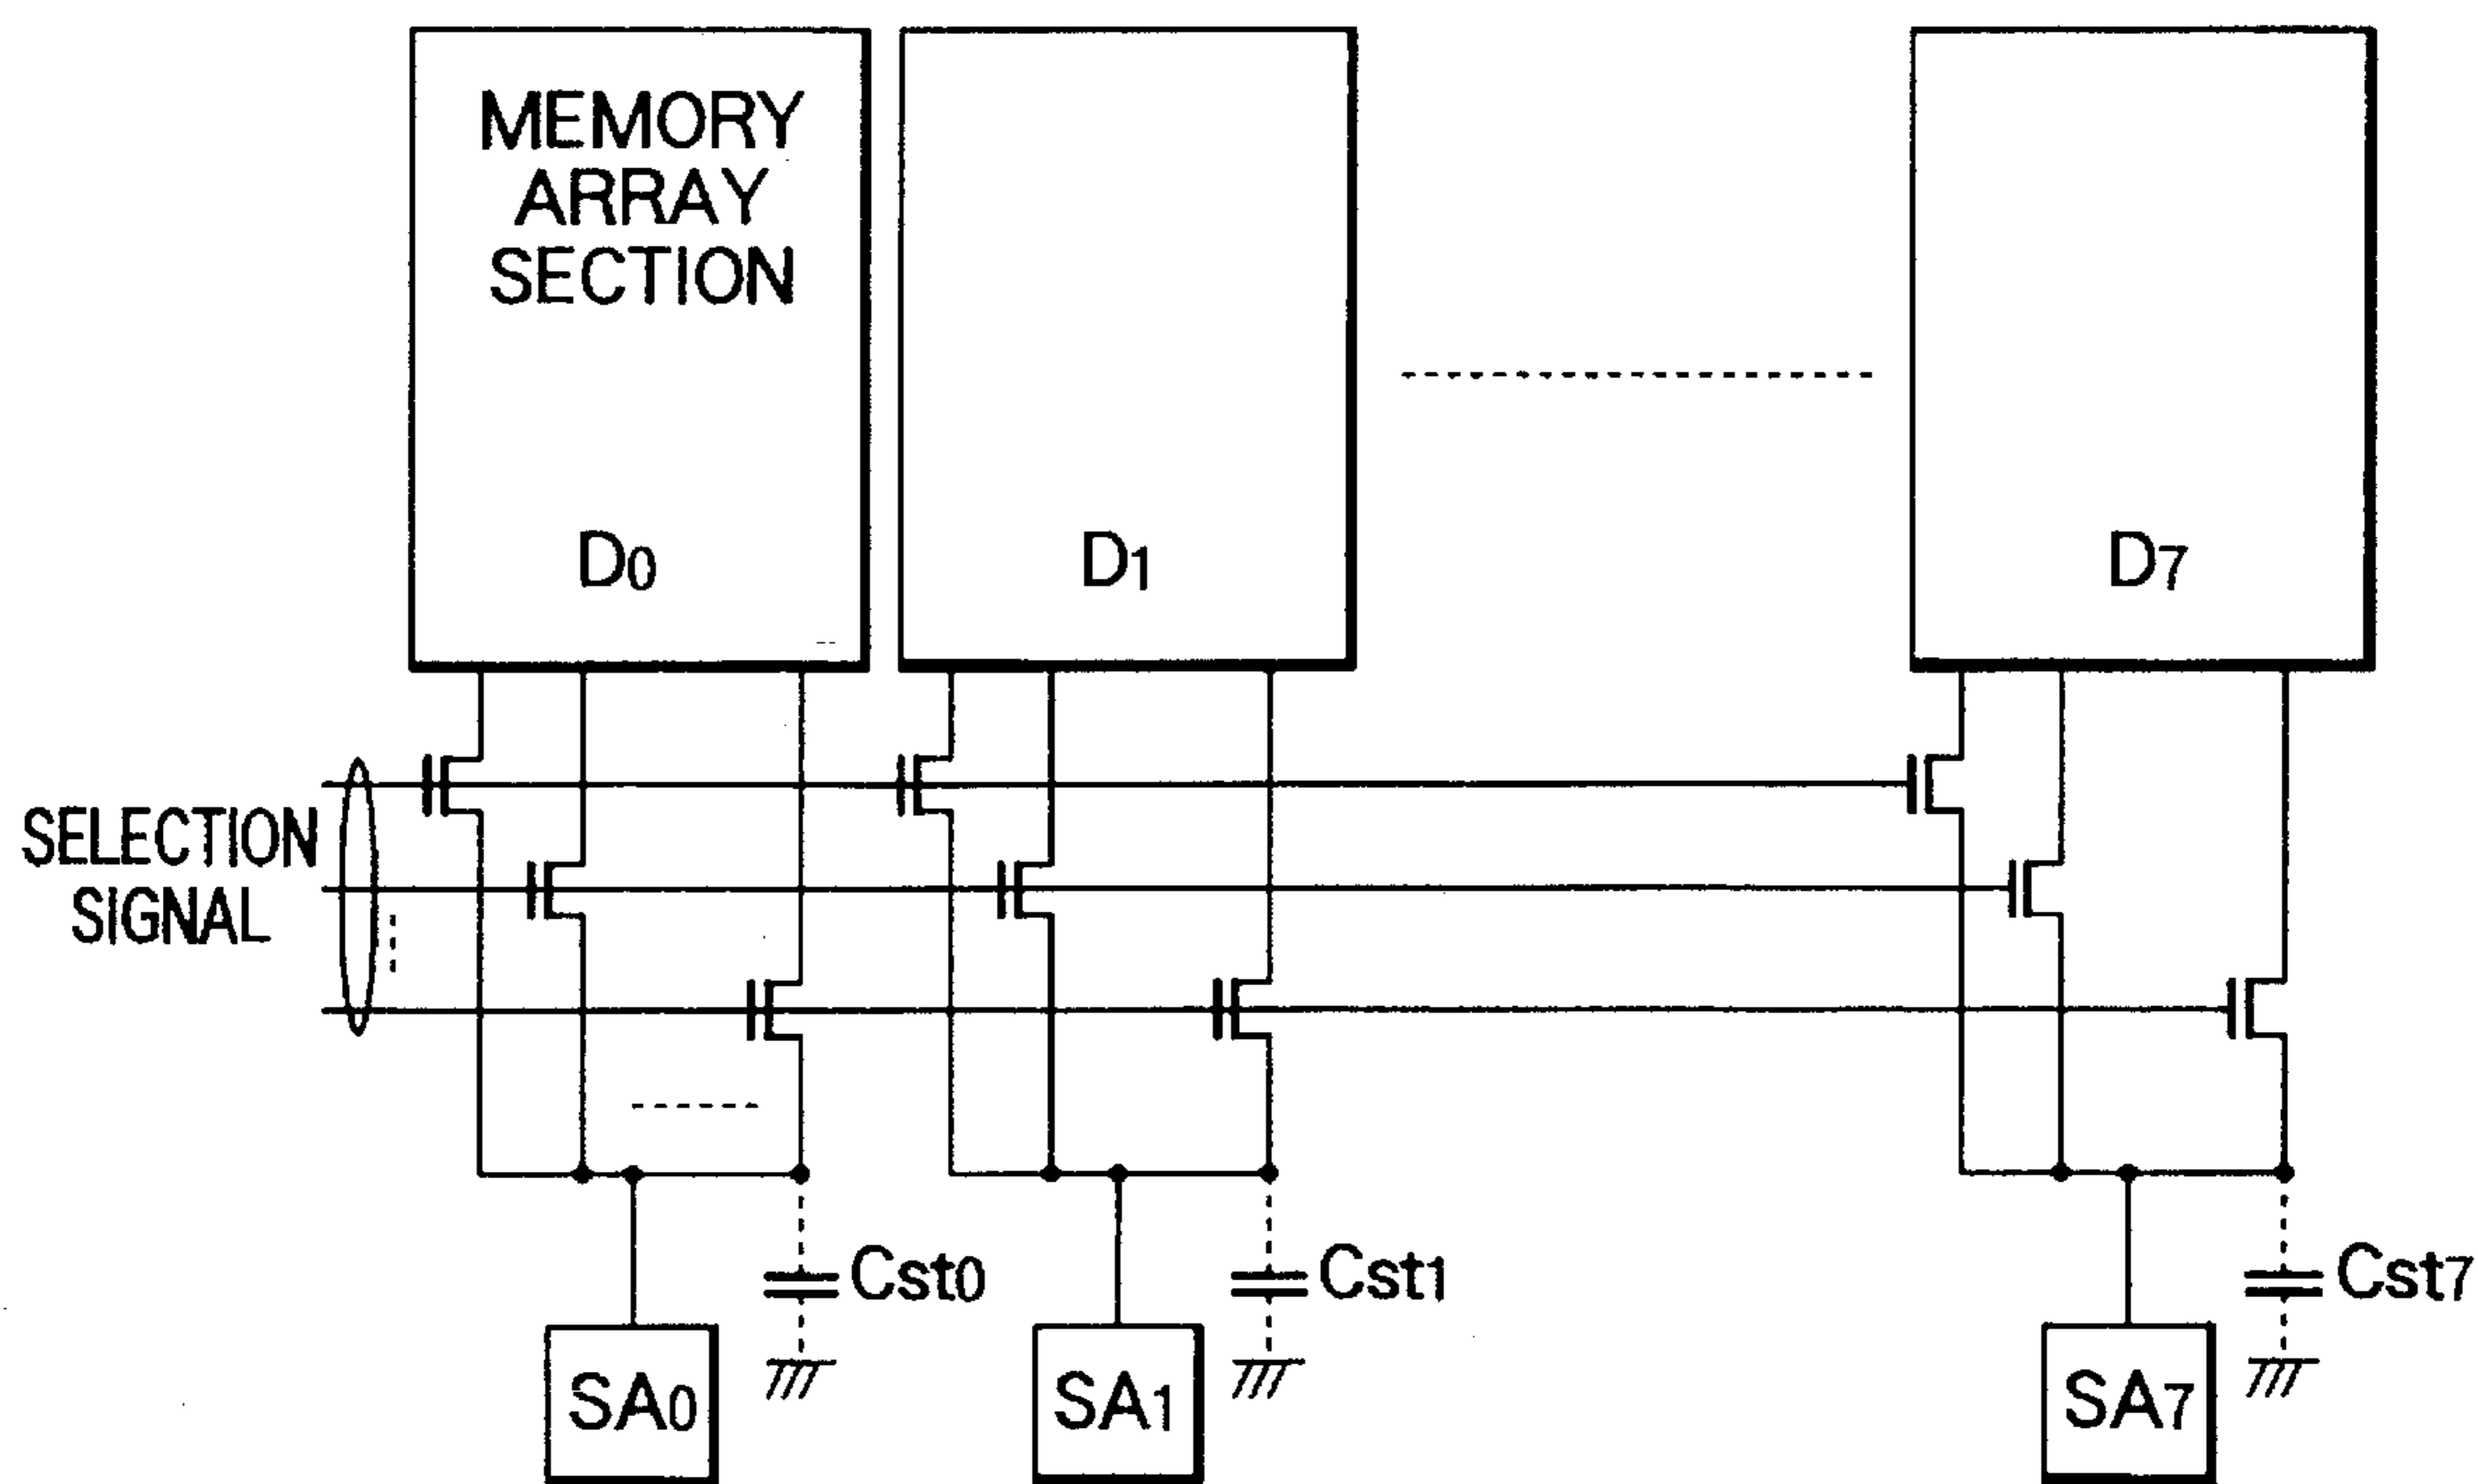 MEMORY
ARRAY
SECTION
D0
D1
D7
SELECTION
SIGNAL
Cst0
Cst1
Cst7
SA0
SA1
SA7